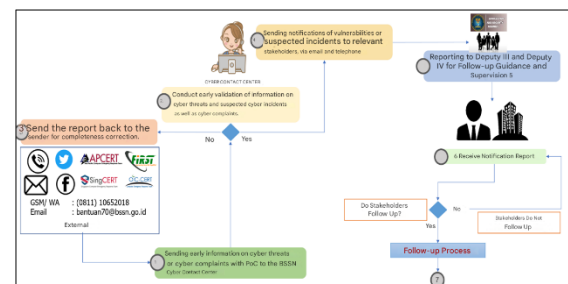 Sending notifications of vulnerabilities or
suspected incidents to relevant
stakeholders, via email and telephone
CYBER CONTACT CENTER
Conduct early validation of information on
cyber threats and suspected cyber incidents
as well as cyber complaints.
No
Yes
3 Send the report back to the
sender for completeness correction.
APCERT
FIRST
SingCERT
GSM/ WA : (0811) 10652018
Email : bantuan70@bssn.go.id
External
Sending early information on cyber threats
or cyber complaints with PoC to the BSSN
Cyber Contact Center
Reporting to Deputy III and Deputy
IV for Follow-up Guidance and
Supervision 5
6 Receive Notification Report
Do Stakeholders
Follow Up?
No
Stakeholders Do Not
Follow Up
Yes
Follow-up Process
7